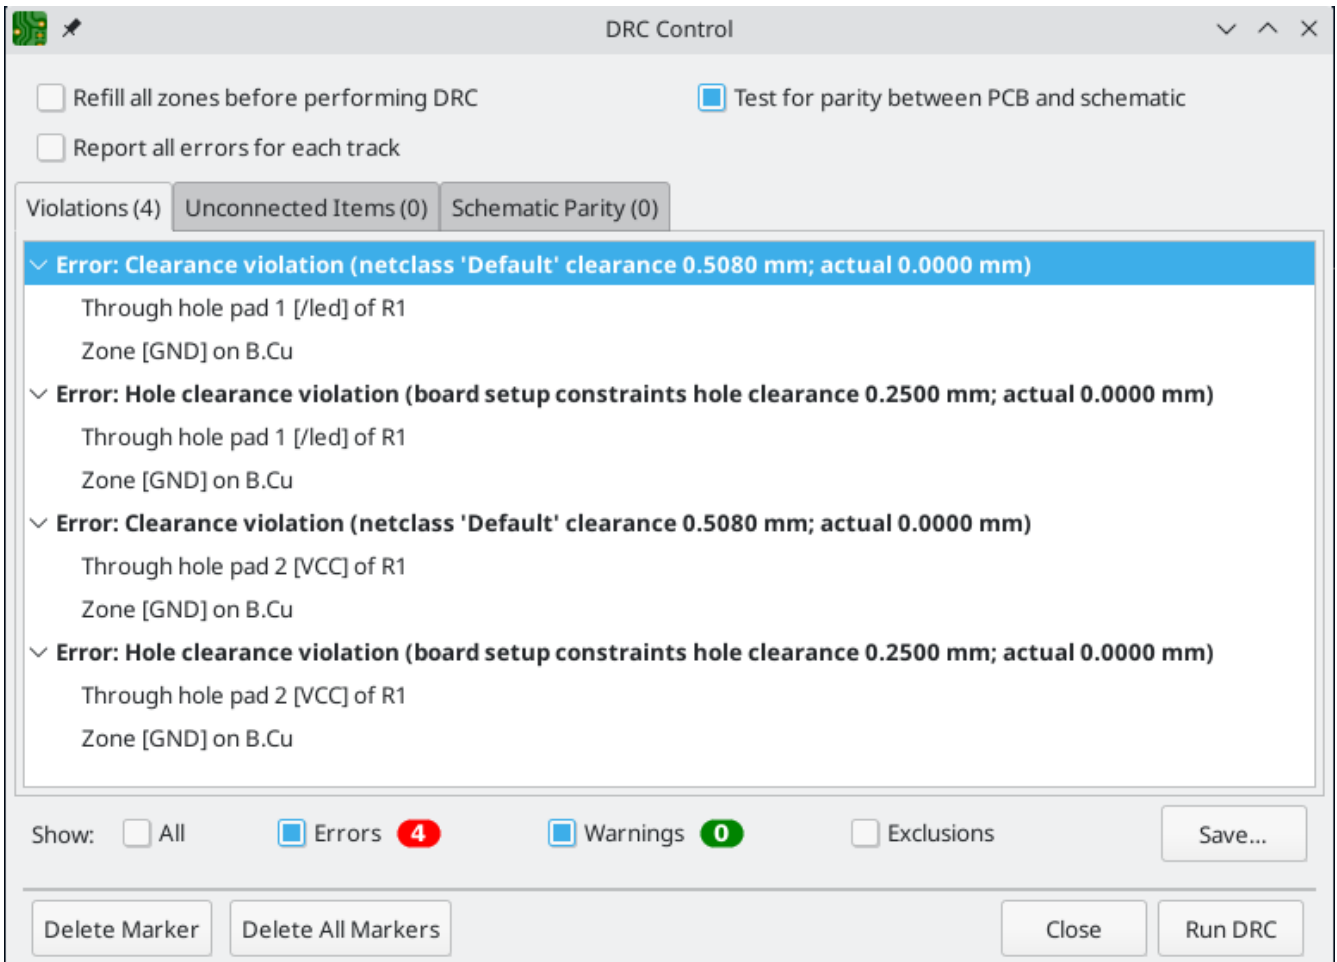 DRC Control
Refill all zones before performing DRC
Test for parity between PCB and schematic
Report all errors for each track
Violations (4)
Unconnected Items (0)
Schematic Parity (0)
Error: Clearance violation (netclass 'Default' clearance 0.5080 mm; actual 0.0000 mm)
Through hole pad 1 [/led] of R1
Zone [GND] on B.Cu
Error: Hole clearance violation (board setup constraints hole clearance 0.2500 mm; actual 0.0000 mm)
Through hole pad 1 [/led] of R1
Zone [GND] on B.Cu
Error: Clearance violation (netclass 'Default' clearance 0.5080 mm; actual 0.0000 mm)
Through hole pad 2 [VCC] of R1
Zone [GND] on B.Cu
Error: Hole clearance violation (board setup constraints hole clearance 0.2500 mm; actual 0.0000 mm)
Through hole pad 2 [VCC] of R1
Zone [GND] on B.Cu
Show: All Errors 4 Warnings 0 Exclusions Save...
Delete Marker Delete All Markers Close Run DRC